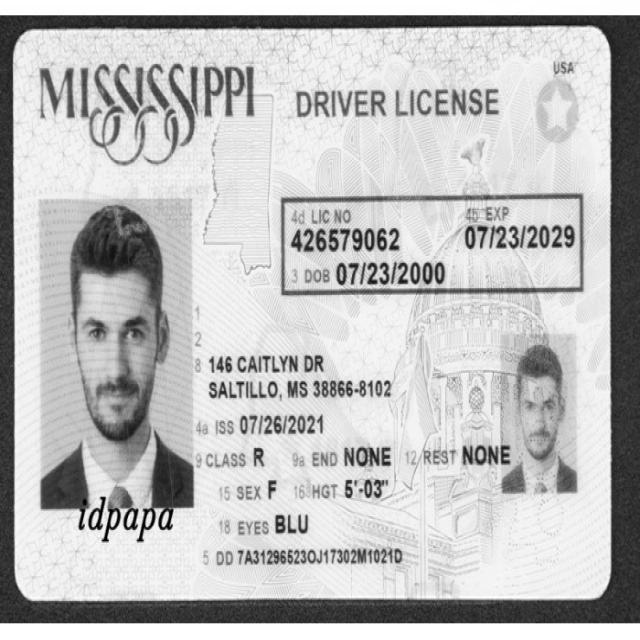 USA
MISSISSIPPI DRIVER LICENSE
4d LIC NO 4b EXP
426579062 07/23/2029
3 DOB 07/23/2000
1
2
8 146 CAITLYN DR
SALTILLO, MS 38866-8102
4a ISS 07/26/2021
9 CLASS R 9a END NONE 12 REST NONE
15 SEX F 16 HGT 5'-03"
idpapa
18 EYES BLU
5 DD 7A31296523OJ17302M1021D